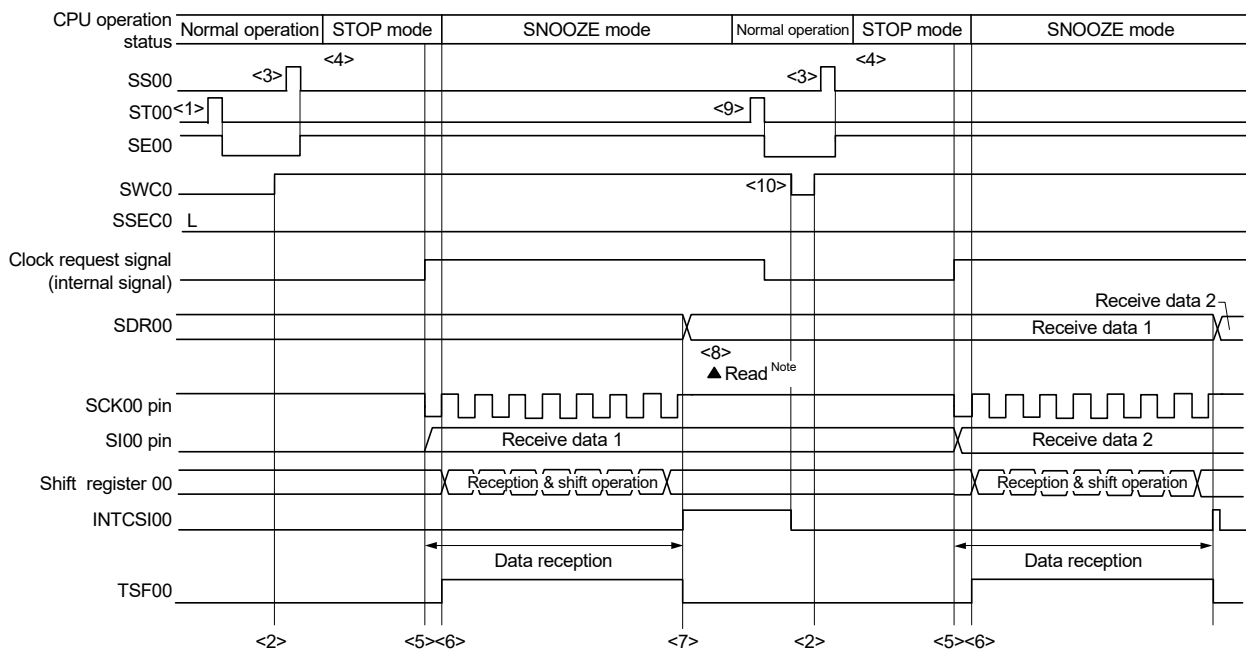 CPU operation
status
Normal operation
STOP mode
SNOOZE mode
Normal operation
STOP mode
SNOOZE mode
<4>
<4>
SS00
<3>
<3>
ST00
<1>
<9>
SE00
SWC0
<10>
SSEC0
L
Clock request signal
(internal signal)
Receive data 2
SDR00
Receive data 1
<8>
▲ Read Note
SCK00 pin
SI00 pin
Receive data 1
Receive data 2
Shift register 00
Reception & shift operation
Reception & shift operation
INTCSI00
Data reception
Data reception
TSF00
<2>
<5><6>
<7>
<2>
<5><6>